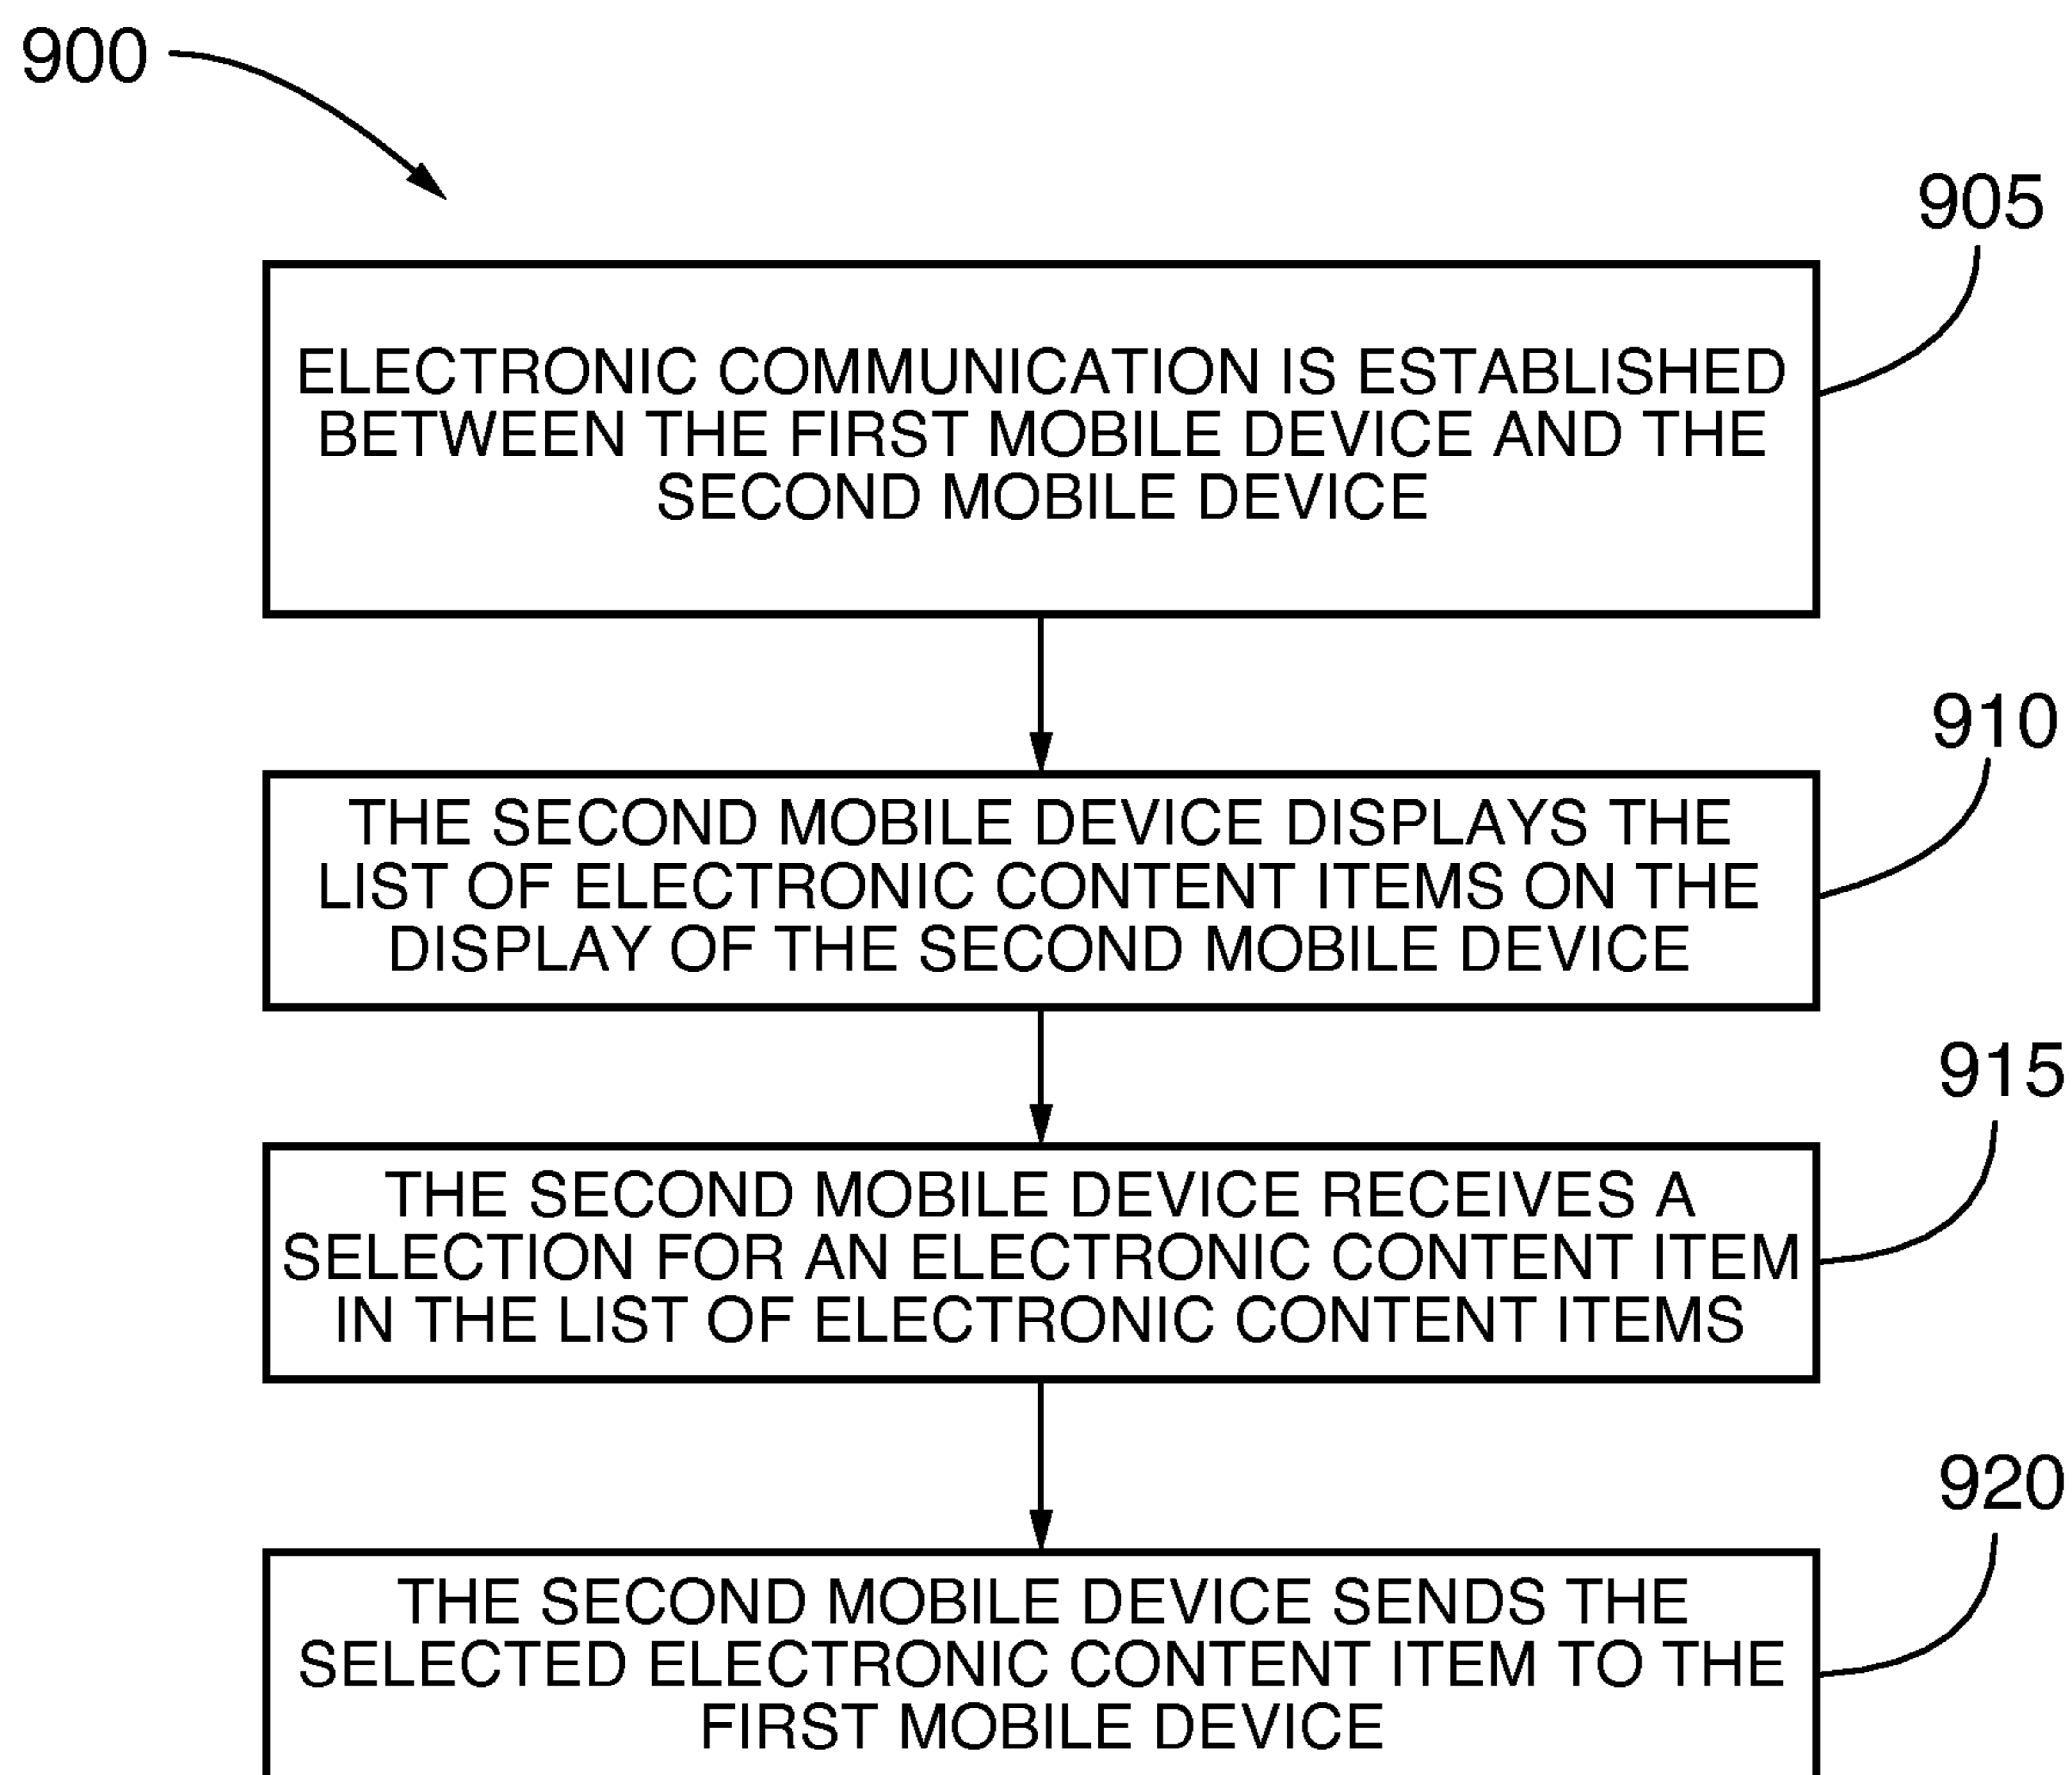 900
905
ELECTRONIC COMMUNICATION IS ESTABLISHED
BETWEEN THE FIRST MOBILE DEVICE AND THE
SECOND MOBILE DEVICE
910
THE SECOND MOBILE DEVICE DISPLAYS THE
LIST OF ELECTRONIC CONTENT ITEMS ON THE
DISPLAY OF THE SECOND MOBILE DEVICE
915
THE SECOND MOBILE DEVICE RECEIVES A
SELECTION FOR AN ELECTRONIC CONTENT ITEM
IN THE LIST OF ELECTRONIC CONTENT ITEMS
920
THE SECOND MOBILE DEVICE SENDS THE
SELECTED ELECTRONIC CONTENT ITEM TO THE
FIRST MOBILE DEVICE